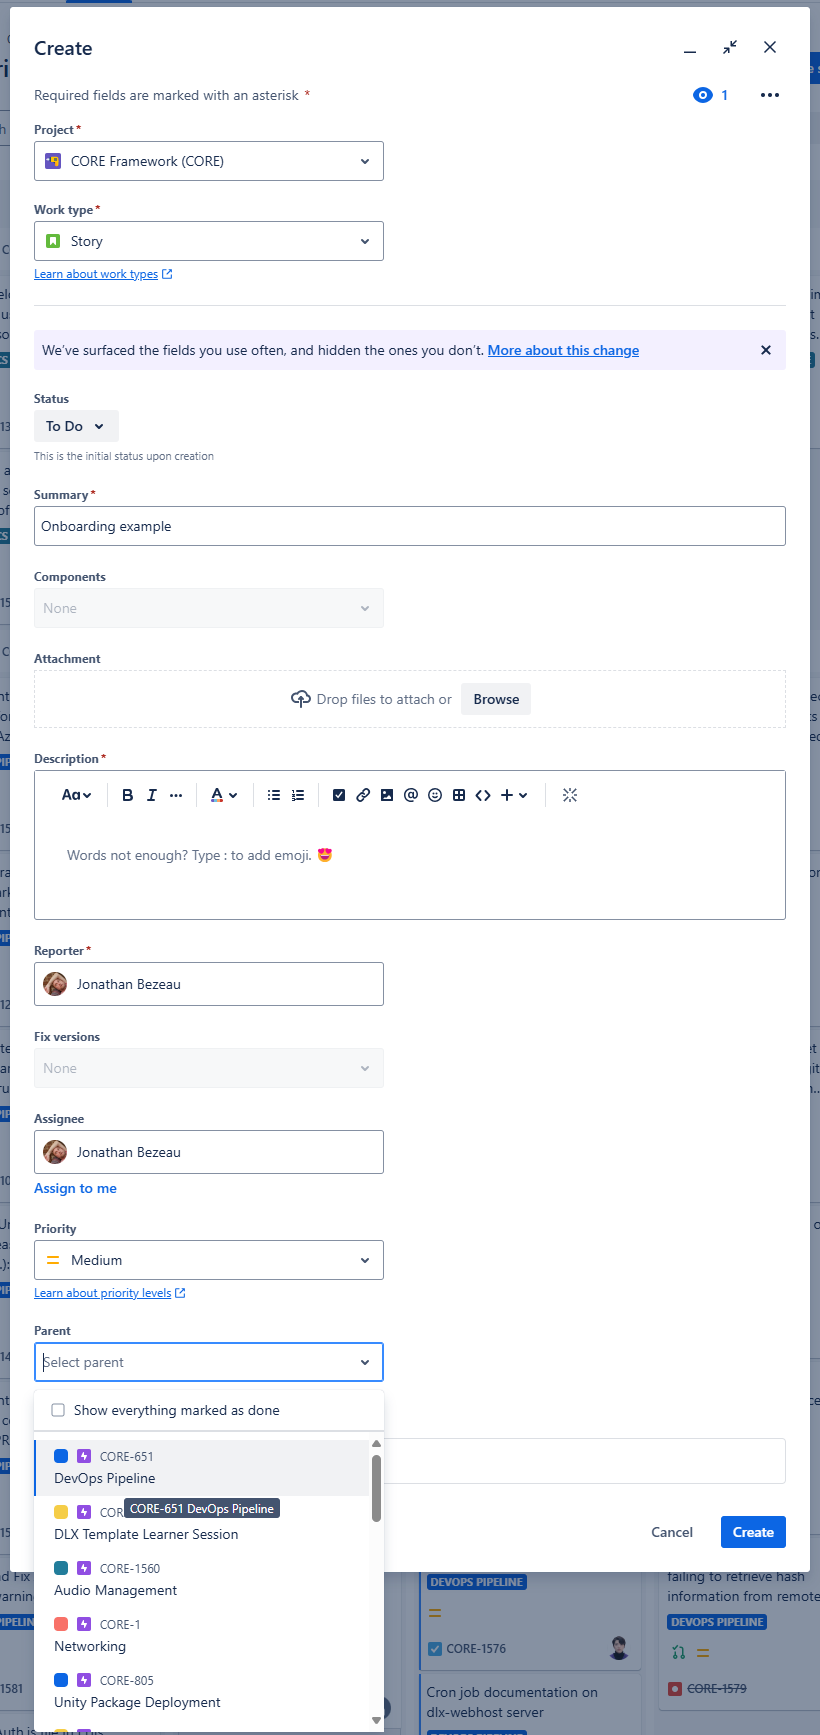 Create
Required fields are marked with an asterisk *
1
Project *
CORE Framework (CORE)
Work type *
Story
Learn about work types
We've surfaced the fields you use often, and hidden the ones you don't. More about this change
Status
To Do
This is the initial status upon creation
Summary *
Onboarding example
Components
None
Attachment
Drop files to attach or Browse
Description *
Aa B I ... A @
Words not enough? Type : to add emoji. 😍
Reporter *
Jonathan Bezeau
Fix versions
None
Assignee
Jonathan Bezeau
Assign to me
Priority
Medium
Learn about priority levels
Parent
Select parent
Show everything marked as done
CORE-651
DevOps Pipeline
CORE-651 DevOps Pipeline
DLX Template Learner Session
CORE-1560
Audio Management
CORE-1
Networking
CORE-805
Unity Package Deployment
Cancel Create
DEVOPS PIPELINE
CORE-1576
Cron job documentation on
dlx-webhost server
failing to retrieve hash
information from remote
DEVOPS PIPELINE
CORE-1579